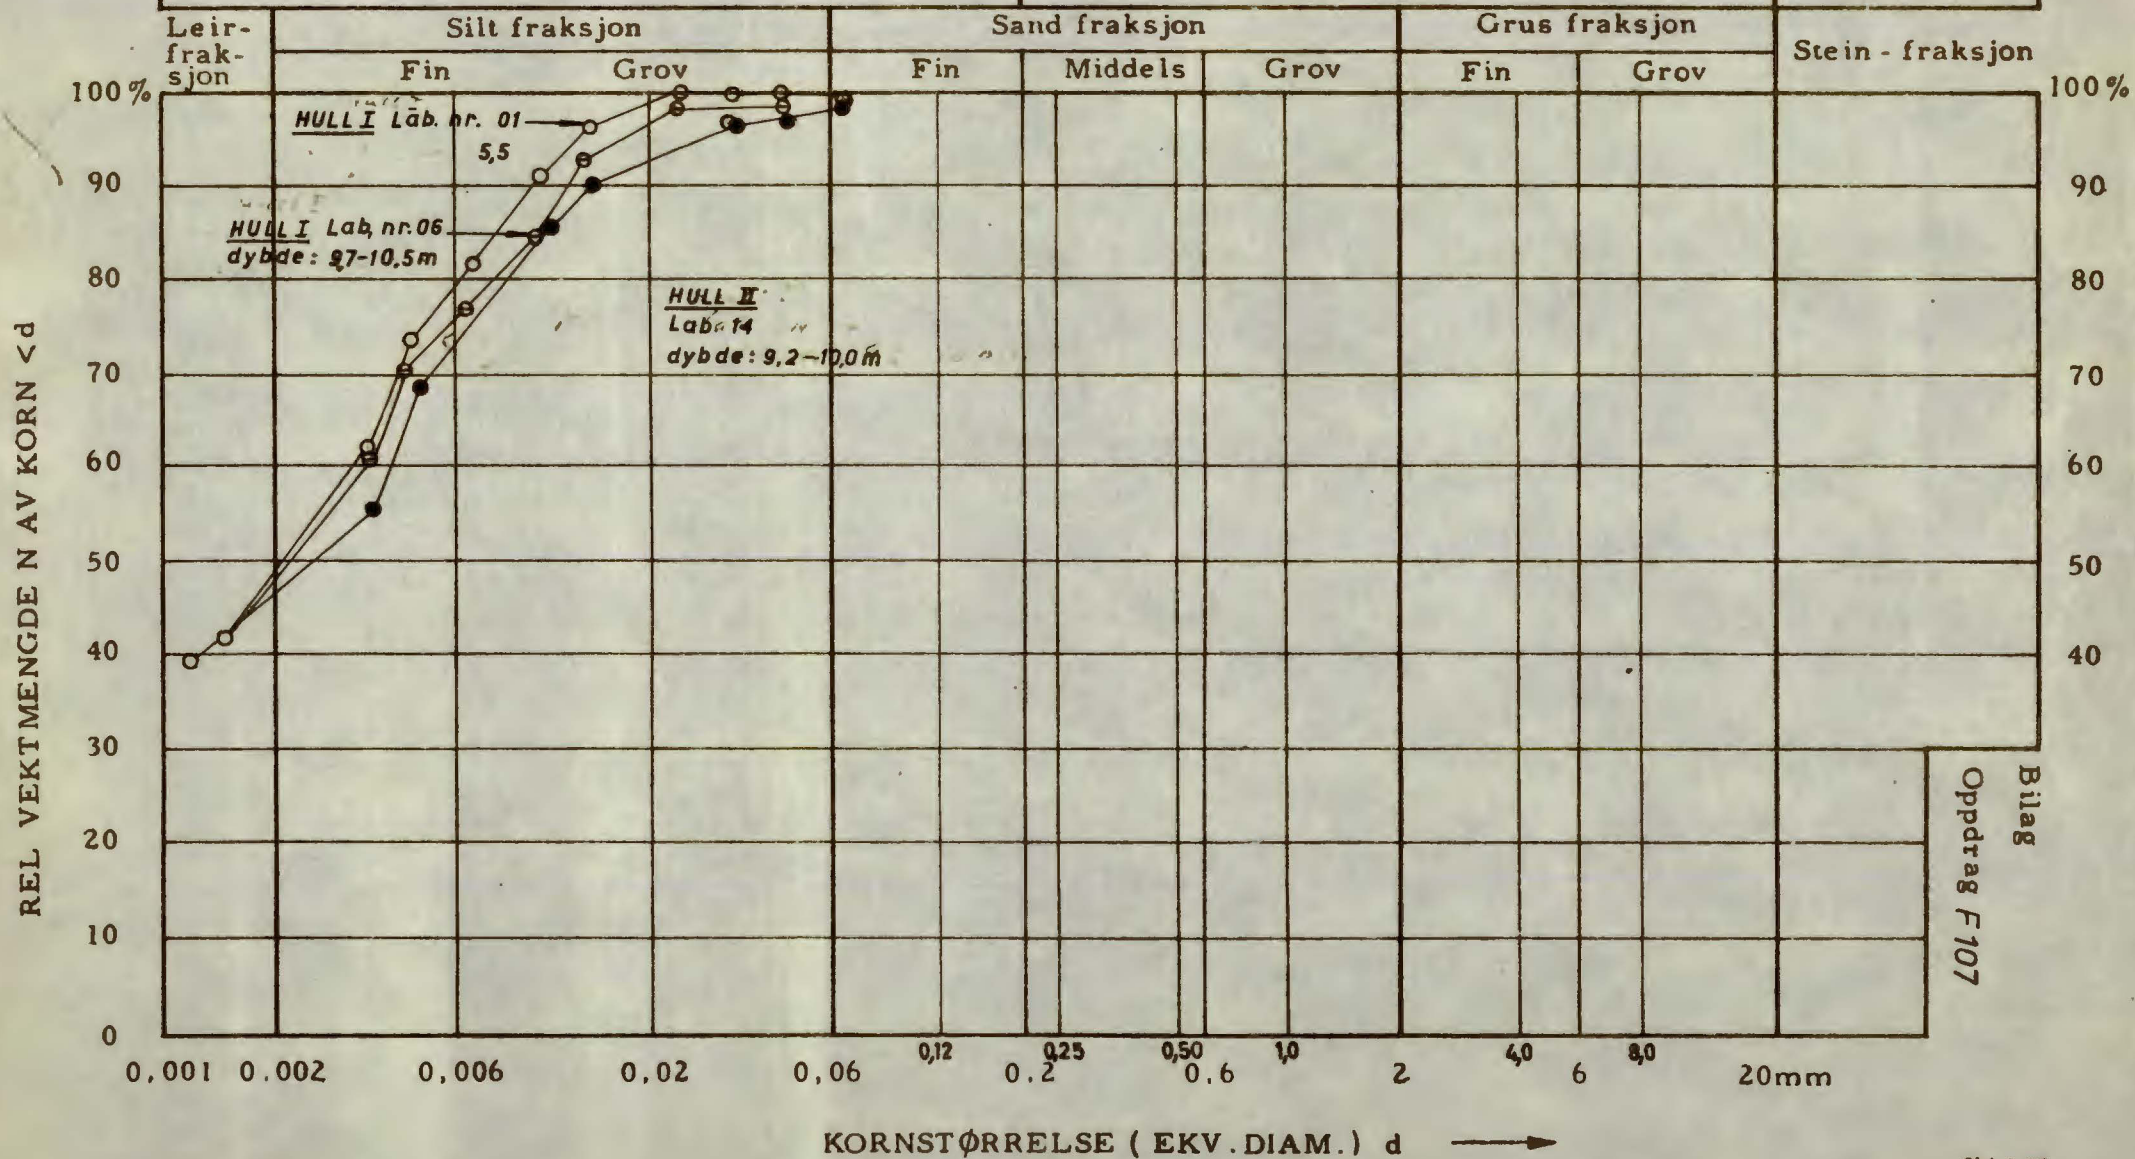 Leir-
frak-
sjon
Silt fraksjon
Sand fraksjon
Grus fraksjon
Stein - fraksjon
Fin
Grov
Fin
Middels
Grov
Fin
Grov
100%
90
80
70
60
50
40
30
20
10
0
100%
90
80
70
60
50
40
HULL I Lab. nr. 01
5,5
HULL I Lab, nr. 06
dybde: 9,7-10,5m
HULL II
Lab. 14
dybde: 9,2-10,0m
REL VEKTMENGDE N AV KORN <d
Bilag
Oppdrag F 107
0,12
0,25
0,50
1,0
4,0
8,0
0,001
0.002
0,006
0,02
0,06
0.2
0.6
2
6
20mm
KORNSTØRRELSE (EKV. DIAM.) d